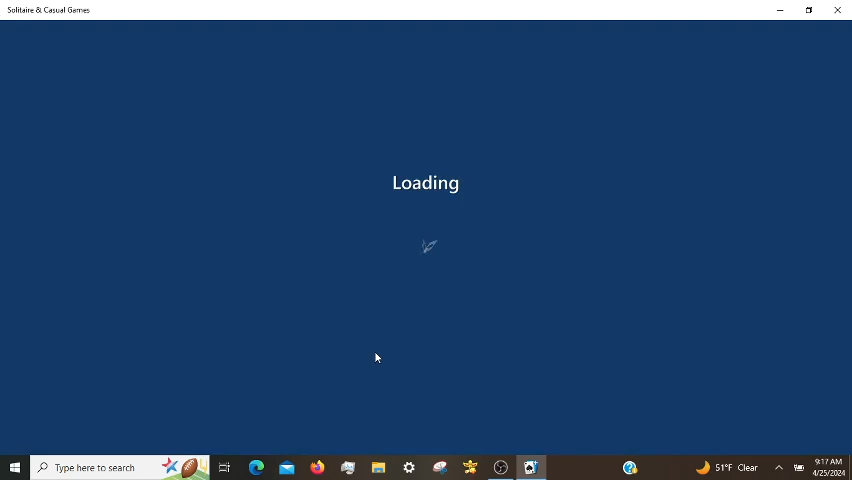 Solitaire & Casual Games
Loading
Type here to search
51°F Clear
9:17 AM
4/25/2024